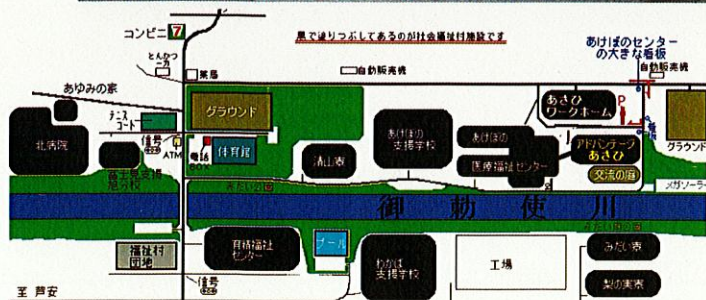 コンビニ
7
黒で塗りつぶしてあるのが社会福祉村施設です
あけぼのセンター
の大きな看板
とんかつ
一力
薬局
自動販売機
自動販売機
あゆみの家
グラウンド
あさひ
ワークホーム
P
テニス
コート
北病院
信号
ATM
電話
BOX
体育館
清山寮
あけぼの
支援学校
あけぼの
医療福祉センター
アドバンテージ
あさひ
交流の庭
グラウンド
富士見支援
旭分校
メガソーラー
御勅使川
福祉村
団地
育精福祉
センター
プール
わかば
支援学校
工場
みだい寮
梨の実寮
信号
至 芦安